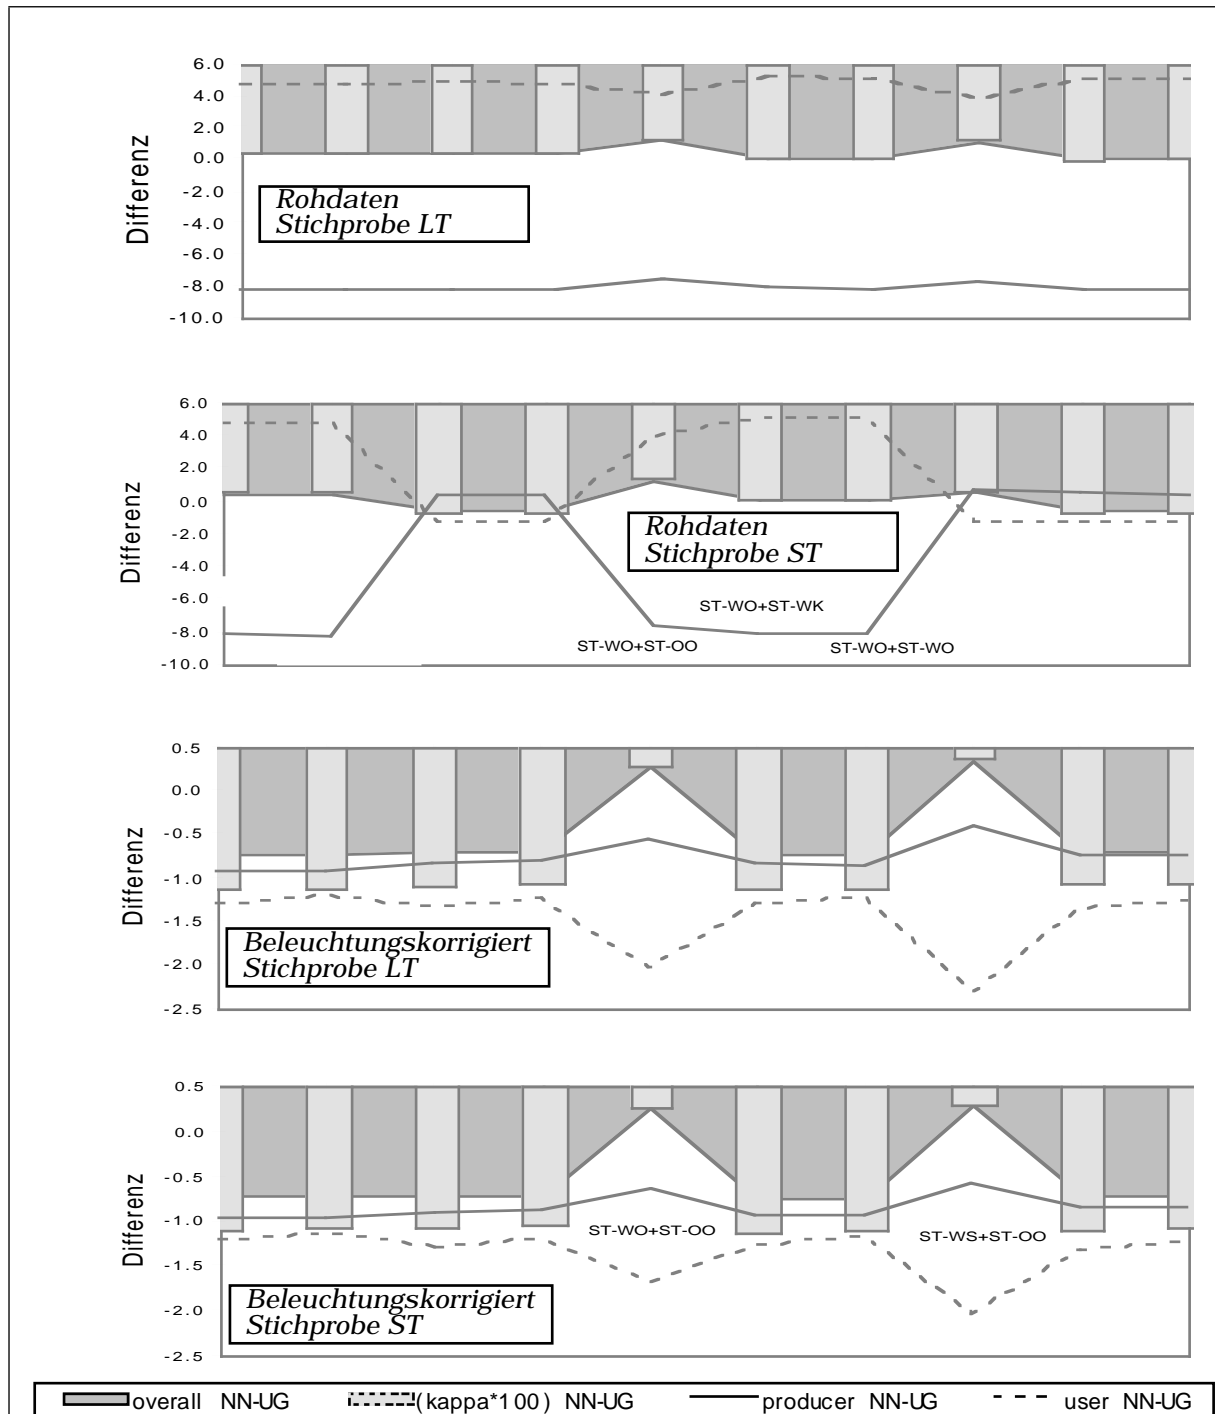 6.0
4.0
2.0
0.0
-2.0
-4.0
-6.0
-8.0
-10.0
Differenz
Rohdaten
Stichprobe LT
6.0
4.0
2.0
0.0
-2.0
-4.0
-6.0
-8.0
-10.0
Differenz
Rohdaten
Stichprobe ST
ST-WO+ST-WK
ST-WO+ST-OO
ST-WO+ST-WO
0.5
0.0
-0.5
-1.0
-1.5
-2.0
-2.5
Differenz
Beleuchtungskorrigiert
Stichprobe LT
0.5
0.0
-0.5
-1.0
-1.5
-2.0
-2.5
Differenz
ST-WO+ST-OO
ST-WS+ST-OO
Beleuchtungskorrigiert
Stichprobe ST
overall NN-UG (kappa*100) NN-UG producer NN-UG user NN-UG